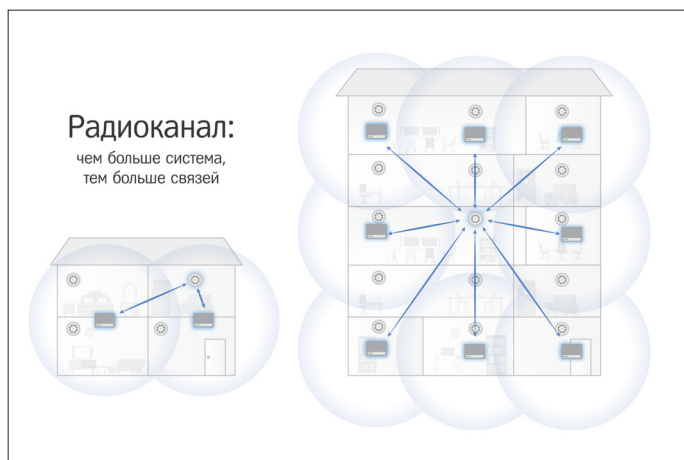 Радиоканал:
чем больше система,
тем больше связей